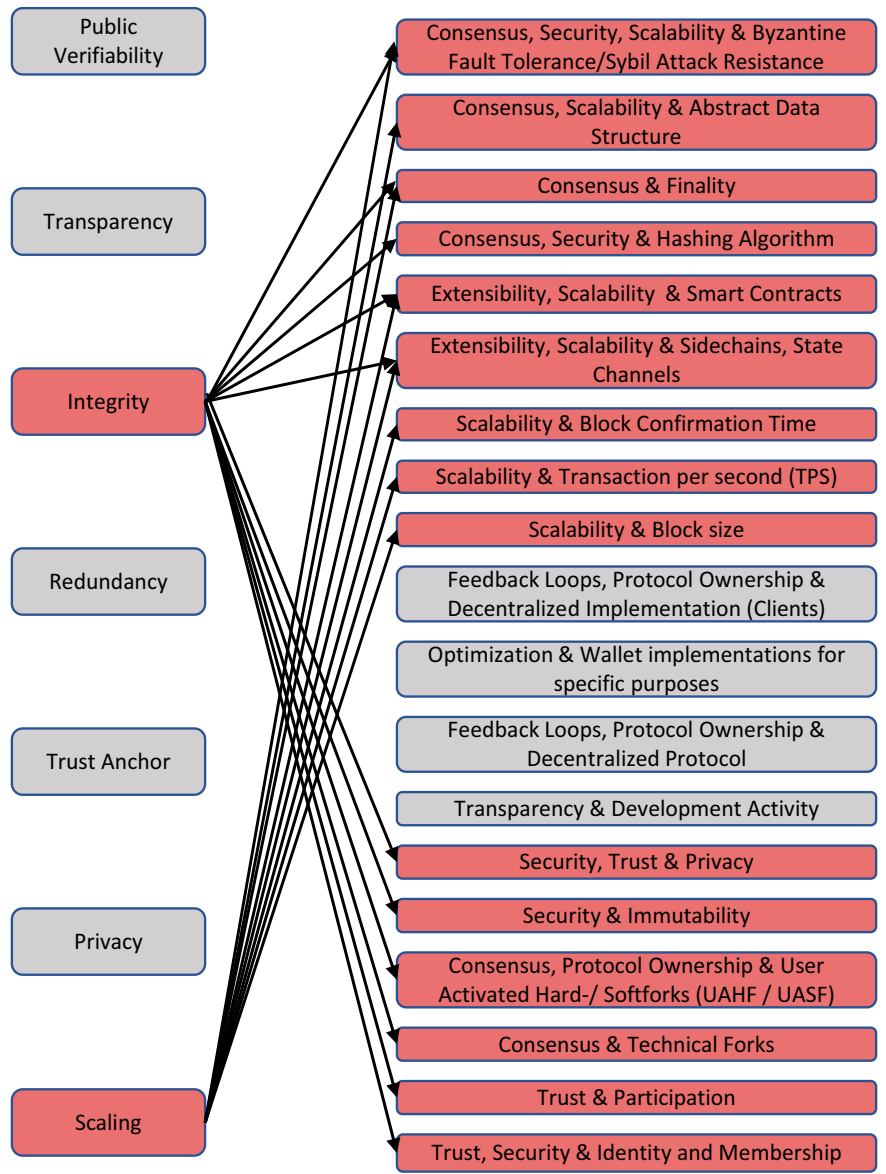 Public
Verifiability
Transparency
Integrity
Redundancy
Trust Anchor
Privacy
Scaling
Consensus, Security, Scalability & Byzantine
Fault Tolerance/Sybil Attack Resistance
Consensus, Scalability & Abstract Data
Structure
Consensus & Finality
Consensus, Security & Hashing Algorithm
Extensibility, Scalability & Smart Contracts
Extensibility, Scalability & Sidechains, State
Channels
Scalability & Block Confirmation Time
Scalability & Transaction per second (TPS)
Scalability & Block size
Feedback Loops, Protocol Ownership &
Decentralized Implementation (Clients)
Optimization & Wallet implementations for
specific purposes
Feedback Loops, Protocol Ownership &
Decentralized Protocol
Transparency & Development Activity
Security, Trust & Privacy
Security & Immutability
Consensus, Protocol Ownership & User
Activated Hard-/ Softforks (UAHF / UASF)
Consensus & Technical Forks
Trust & Participation
Trust, Security & Identity and Membership